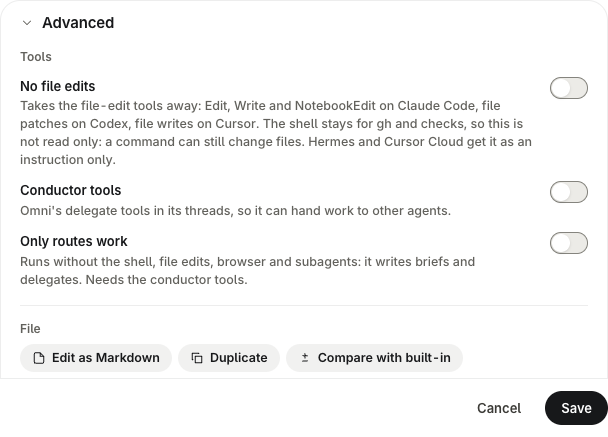 Advanced
Tools
No file edits
Takes the file-edit tools away: Edit, Write and NotebookEdit on Claude Code, file
patches on Codex, file writes on Cursor. The shell stays for gh and checks, so this is
not read only: a command can still change files. Hermes and Cursor Cloud get it as an
instruction only.
Conductor tools
Omni's delegate tools in its threads, so it can hand work to other agents.
Only routes work
Runs without the shell, file edits, browser and subagents: it writes briefs and
delegates. Needs the conductor tools.
File
Edit as Markdown Duplicate Compare with built-in
Cancel Save